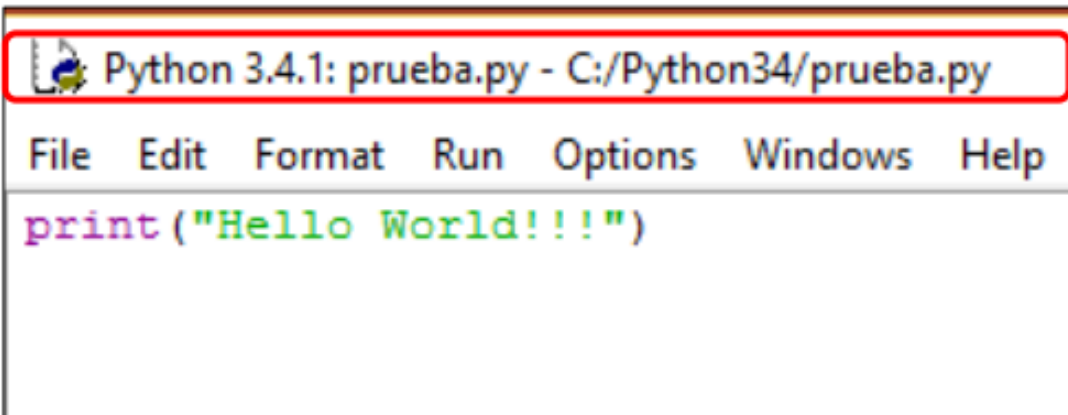 Python 3.4.1: prueba.py - C:/Python34/prueba.py
File Edit Format Run Options Windows Help
print("Hello World!!!")